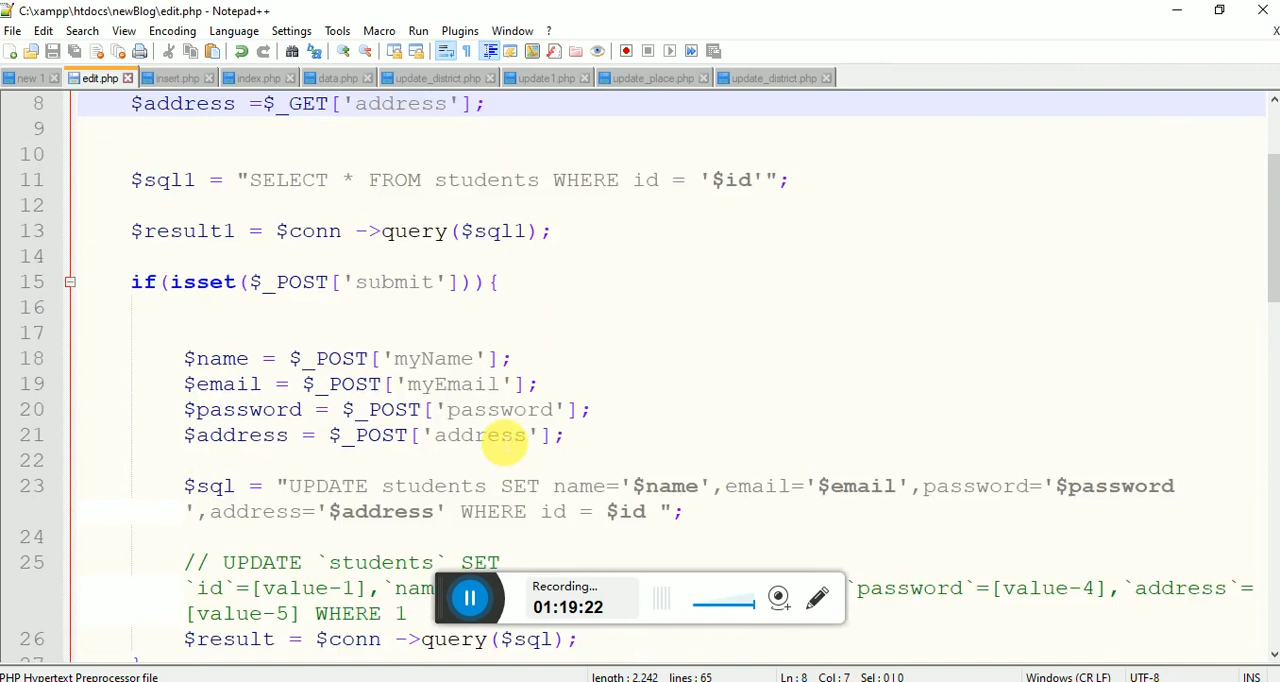 C:\xampp\htdocs\newBlog\edit.php - Notepad++
File Edit Search View Encoding Language Settings Tools Macro Run Plugins Window ? X
new 1 edit.php insert.php index.php data.php update_district.php update1.php update_place.php update_district.php
8 $address =$_GET['address'];
9
10
11 $sql1 = "SELECT * FROM students WHERE id = '$id'";
12
13 $result1 = $conn ->query($sql1);
14
15 if(isset($_POST['submit'])){
16
17
18 $name = $_POST['myName'];
19 $email = $_POST['myEmail'];
20 $password = $_POST['password'];
21 $address = $_POST['address'];
22
23 $sql = "UPDATE students SET name='$name',email='$email',password='$password
',address='$address' WHERE id = $id ";
24
25 // UPDATE `students` SET
`id`=[value-1],`nam `password`=[value-4],`address`=
[value-5] WHERE 1
26 $result = $conn ->query($sql);
Recording...
01:19:22
PHP Hypertext Preprocessor file length : 2,242 lines : 65 Ln : 8 Col : 7 Sel : 0 | 0 Windows (CR LF) UTF-8 INS